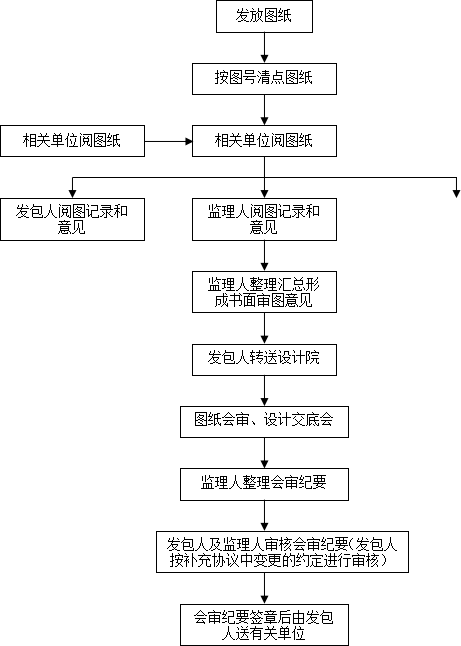 发放图纸
按图号清点图纸
相关单位阅图纸
相关单位阅图纸
发包人阅图记录和
意见
监理人阅图记录和
意见
监理人整理汇总形
成书面审图意见
发包人转送设计院
图纸会审、设计交底会
监理人整理会审纪要
发包人及监理人审核会审纪要（发包人
按补充协议中变更的约定进行审核）
会审纪要签章后由发包
人送有关单位